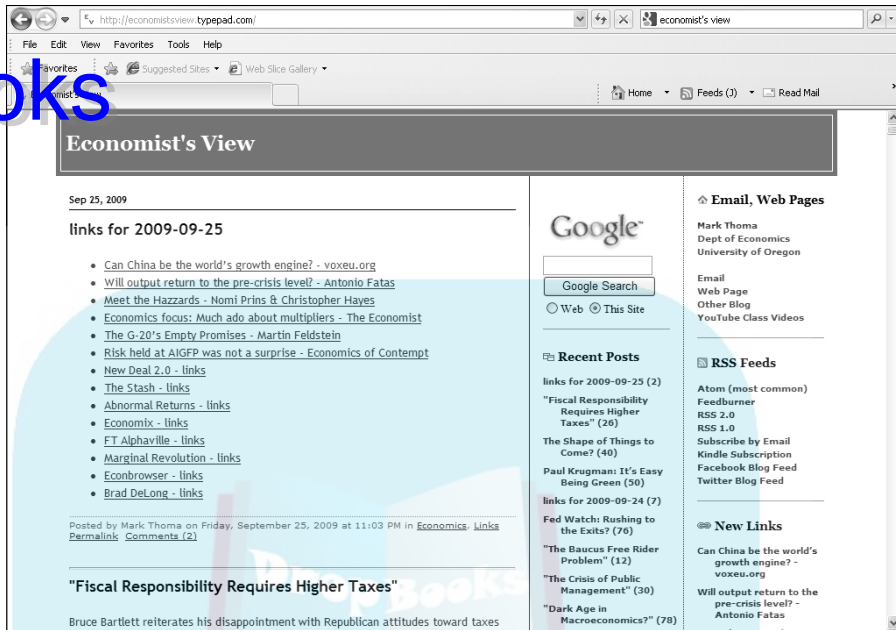 http://economistsview.typepad.com/
economist's view
File Edit View Favorites Tools Help
Favorites Suggested Sites Web Slice Gallery
Home Feeds (J) Read Mail
oks
Economist's View
Sep 25, 2009
links for 2009-09-25
Can China be the world's growth engine? - voxeu.org
Will output return to the pre-crisis level? - Antonio Fatas
Meet the Hazzards - Nomi Prins & Christopher Hayes
Economics focus: Much ado about multipliers - The Economist
The G-20's Empty Promises - Martin Feldstein
Risk held at AIGFP was not a surprise - Economics of Contempt
New Deal 2.0 - links
The Stash - links
Abnormal Returns - links
Economix - links
FT Alphaville - links
Marginal Revolution - links
Econbrowser - links
Brad DeLong - links
Posted by Mark Thoma on Friday, September 25, 2009 at 11:03 PM in Economics, Links
Permalink Comments (2)
"Fiscal Responsibility Requires Higher Taxes"
Bruce Bartlett reiterates his disappointment with Republican attitudes toward taxes
DropBooks
Google
Google Search
Web This Site
Recent Posts
links for 2009-09-25 (2)
"Fiscal Responsibility
Requires Higher
Taxes" (26)
The Shape of Things to
Come? (40)
Paul Krugman: It's Easy
Being Green (50)
links for 2009-09-24 (7)
Fed Watch: Rushing to
the Exits? (76)
"The Baucus Free Rider
Problem" (12)
"The Crisis of Public
Management" (30)
"Dark Age in
Macroeconomics?" (78)
Email, Web Pages
Mark Thoma
Dept of Economics
University of Oregon
Email
Web Page
Other Blog
YouTube Class Videos
RSS Feeds
Atom (most common)
Feedburner
RSS 2.0
RSS 1.0
Subscribe by Email
Kindle Subscription
Facebook Blog Feed
Twitter Blog Feed
New Links
Can China be the world's
growth engine? -
voxeu.org
Will output return to the
pre-crisis level? -
Antonio Fatas